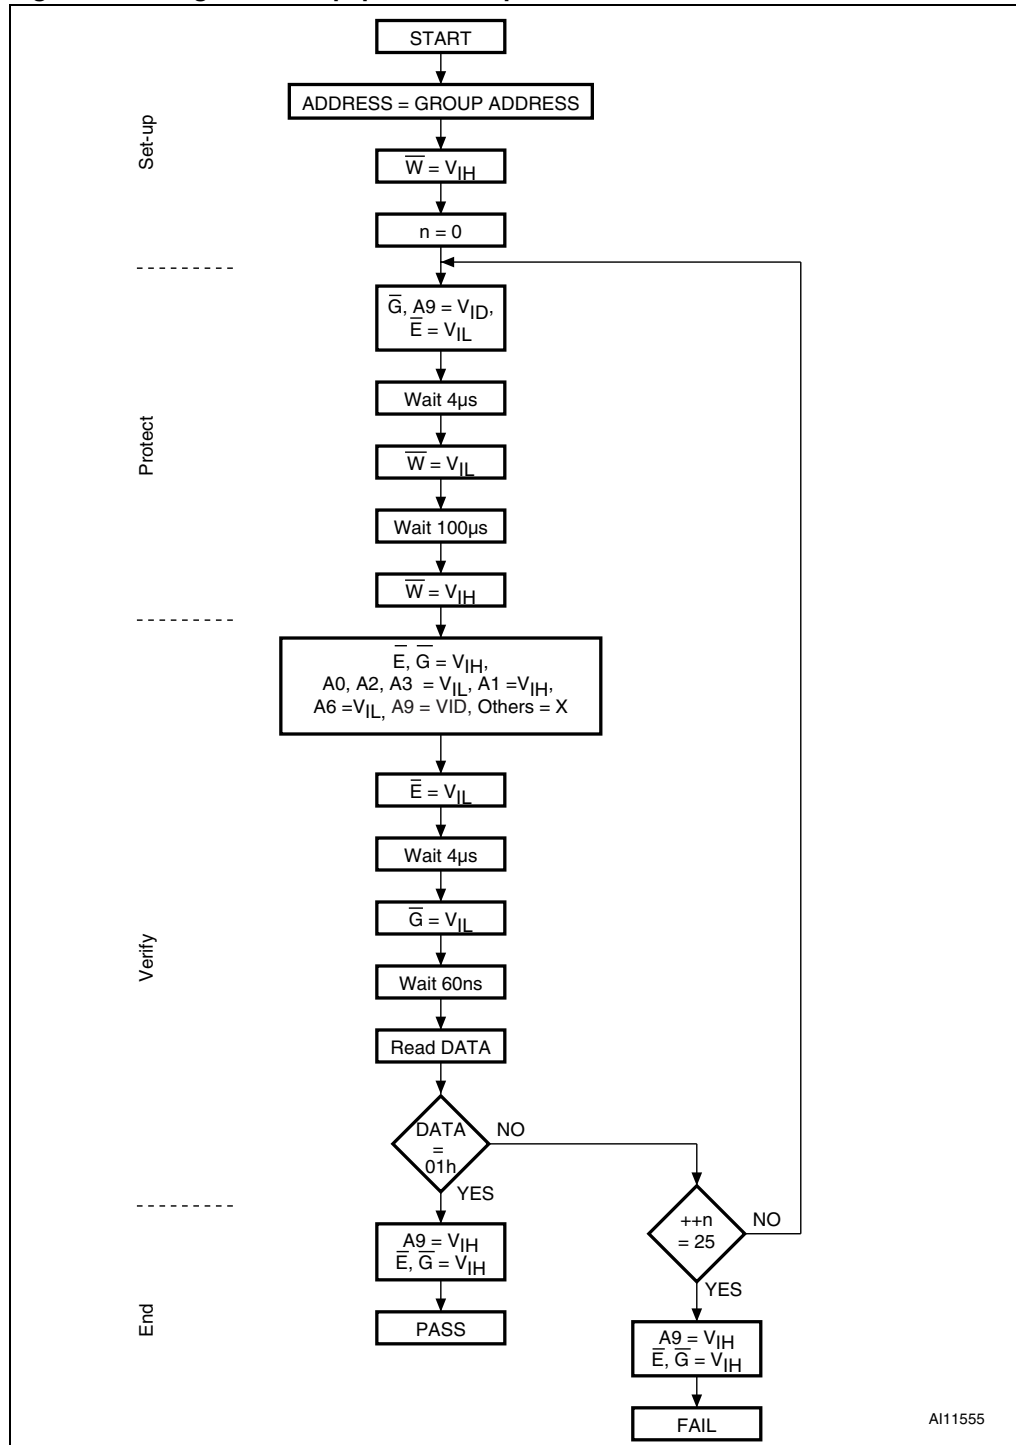 START
ADDRESS = GROUP ADDRESS
Set-up
W̅ = VIH
n = 0
G̅, A9 = VID,
E̅ = VIL
Wait 4µs
Protect
W̅ = VIL
Wait 100µs
W̅ = VIH
E̅, G̅ = VIH,
A0, A2, A3 = VIL, A1 =VIH,
A6 =VIL, A9 = VID, Others = X
E̅ = VIL
Wait 4µs
G̅ = VIL
Verify
Wait 60ns
Read DATA
DATA
=
01h
NO
YES
++n
= 25
NO
YES
A9 = VIH
E̅, G̅ = VIH
End
PASS
A9 = VIH
E̅, G̅ = VIH
FAIL
AI11555